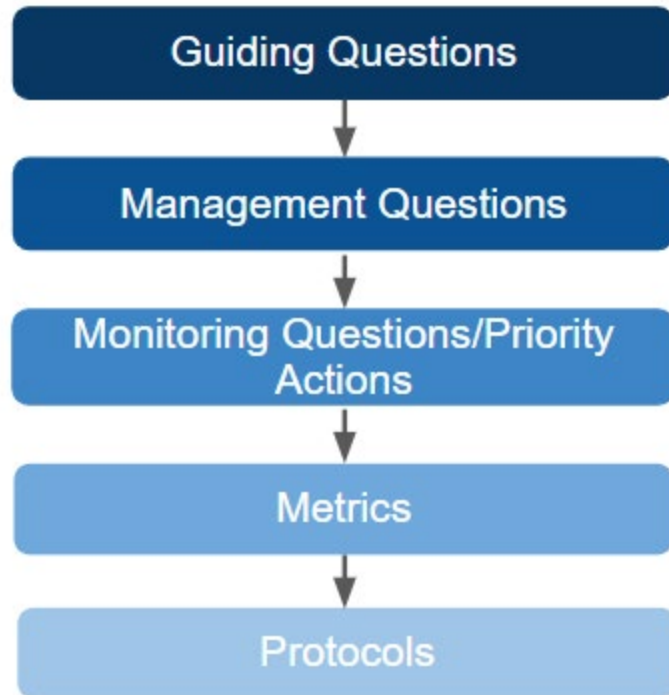 Guiding Questions
Management Questions
Monitoring Questions/Priority
Actions
Metrics
Protocols